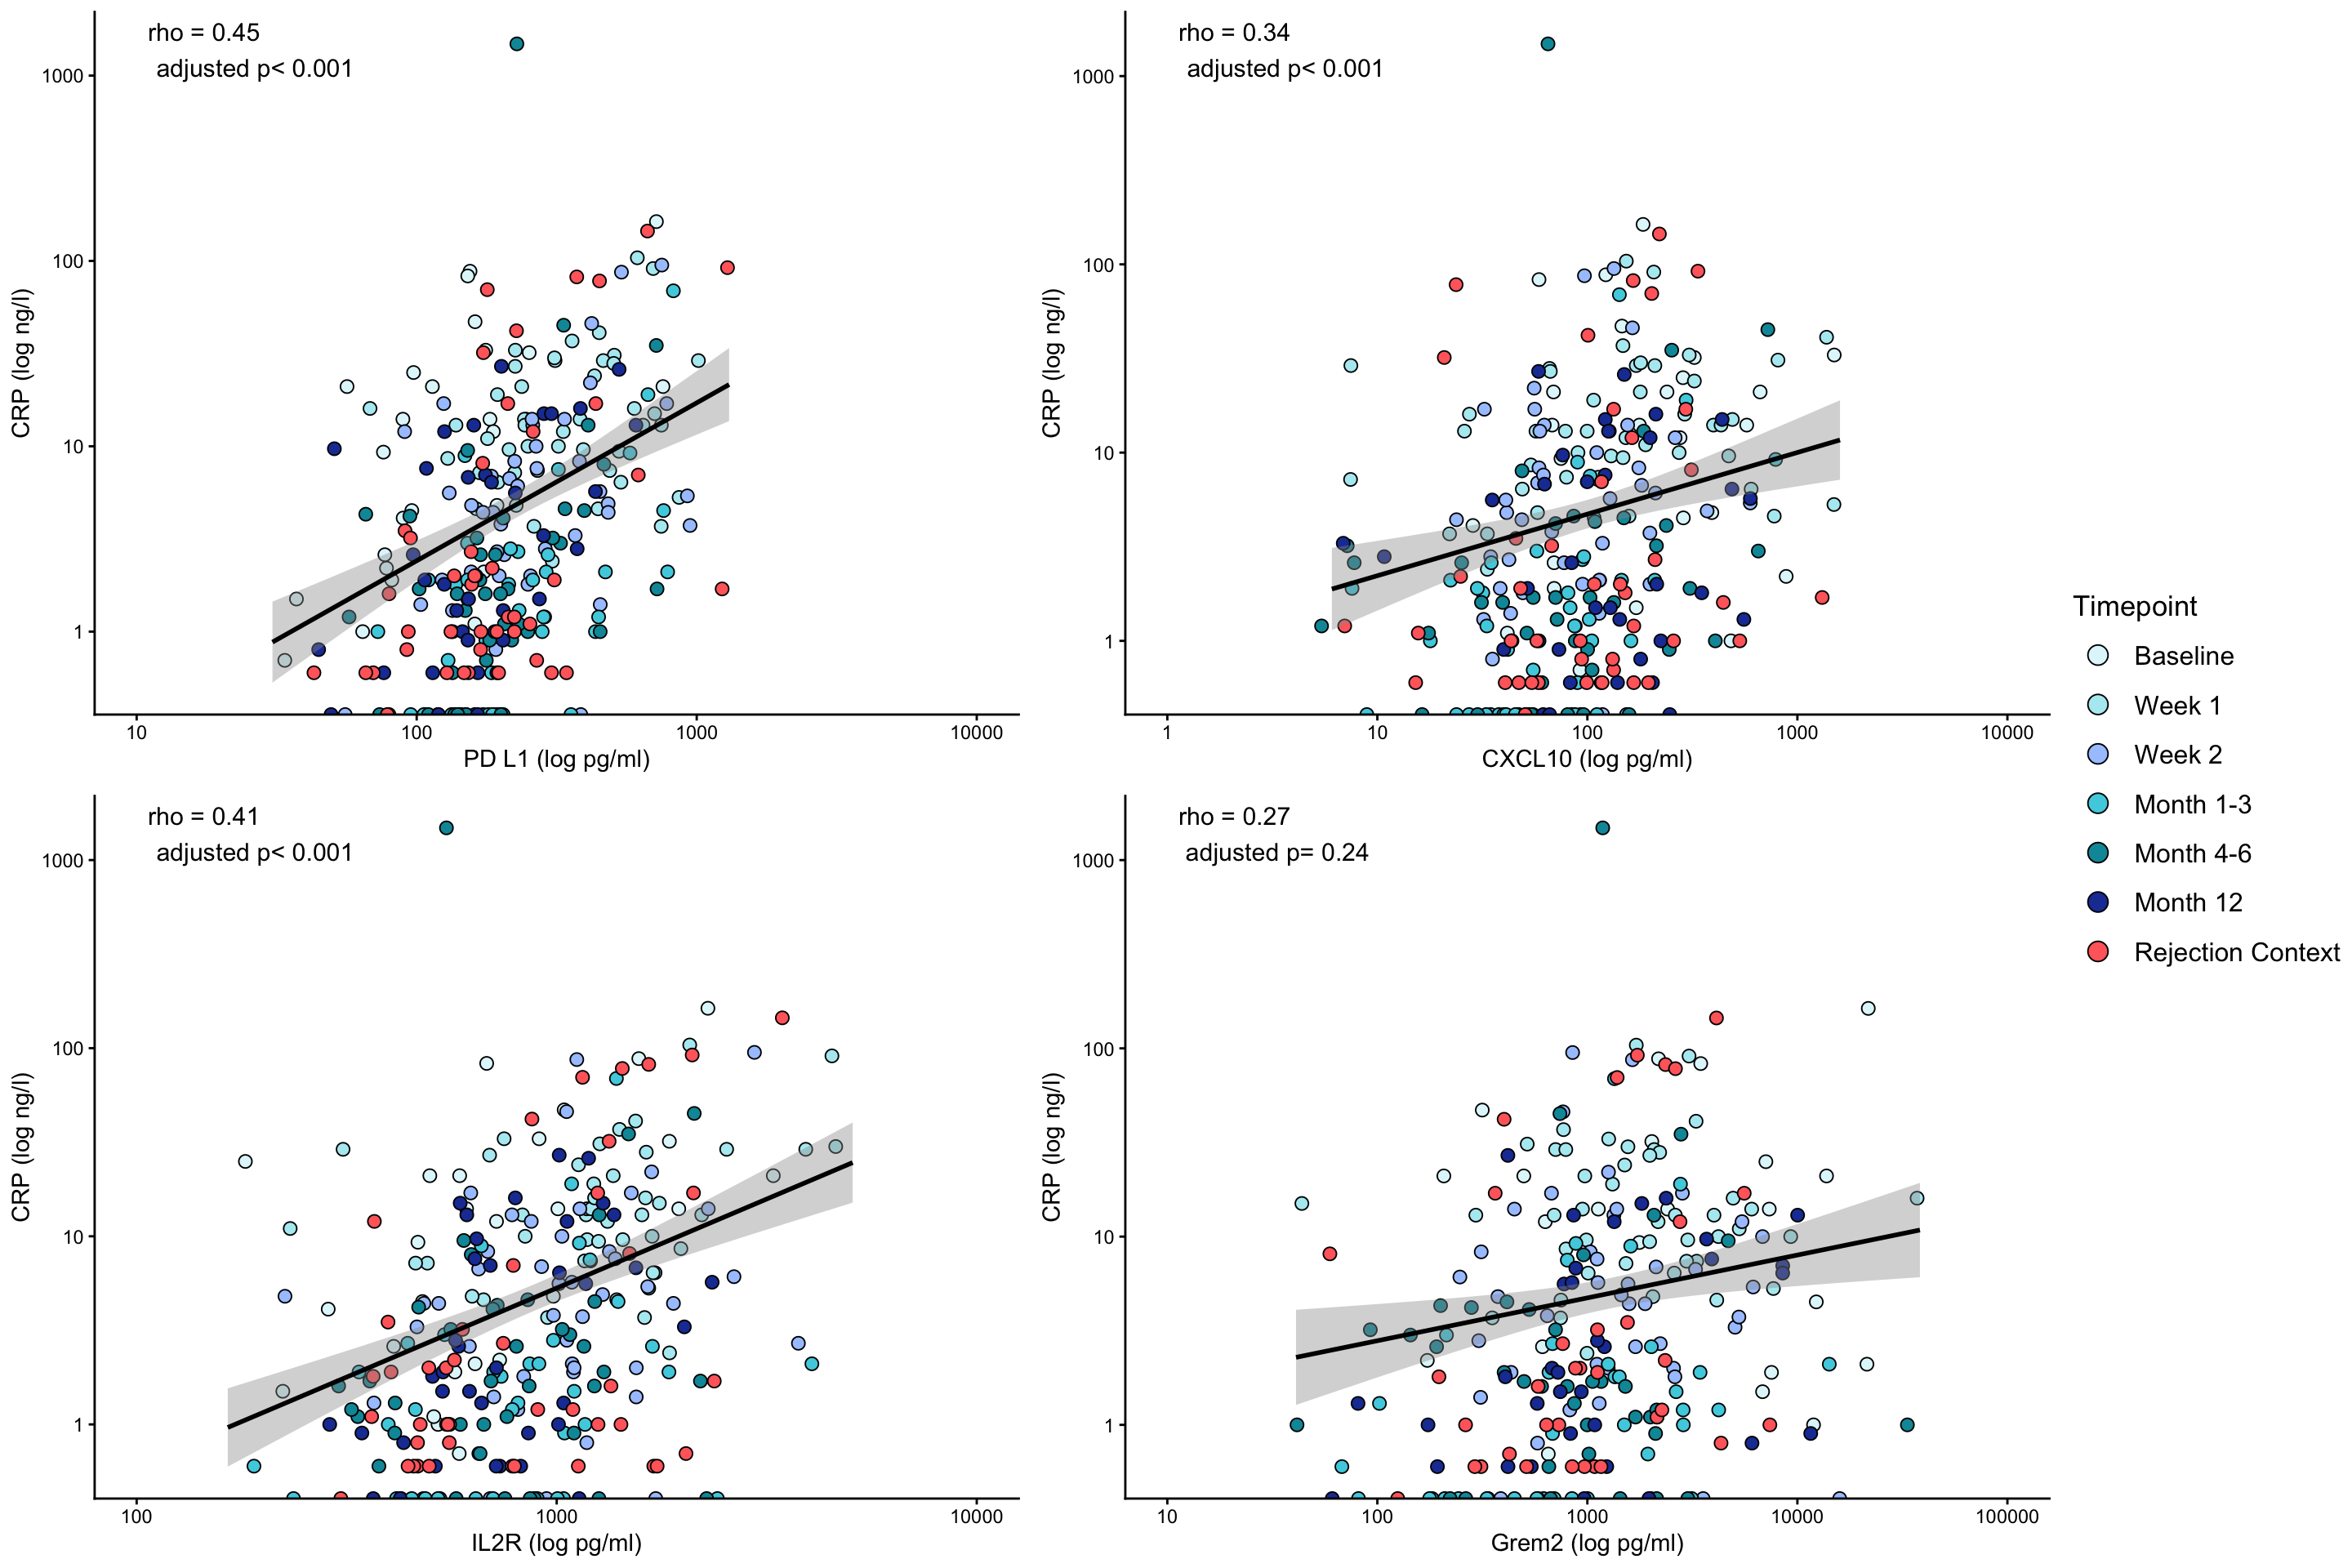 rho = 0.45
adjusted p< 0.001
1000
100
10
1
CRP (log ng/l)
10
100
1000
10000
PD L1 (log pg/ml)
rho = 0.34
adjusted p< 0.001
1000
100
10
1
CRP (log ng/l)
1
10
100
1000
10000
CXCL10 (log pg/ml)
rho = 0.41
adjusted p< 0.001
1000
100
10
1
CRP (log ng/l)
100
1000
10000
IL2R (log pg/ml)
rho = 0.27
adjusted p= 0.24
1000
100
10
1
CRP (log ng/l)
10
100
1000
10000
100000
Grem2 (log pg/ml)
Timepoint
Baseline
Week 1
Week 2
Month 1-3
Month 4-6
Month 12
Rejection Context